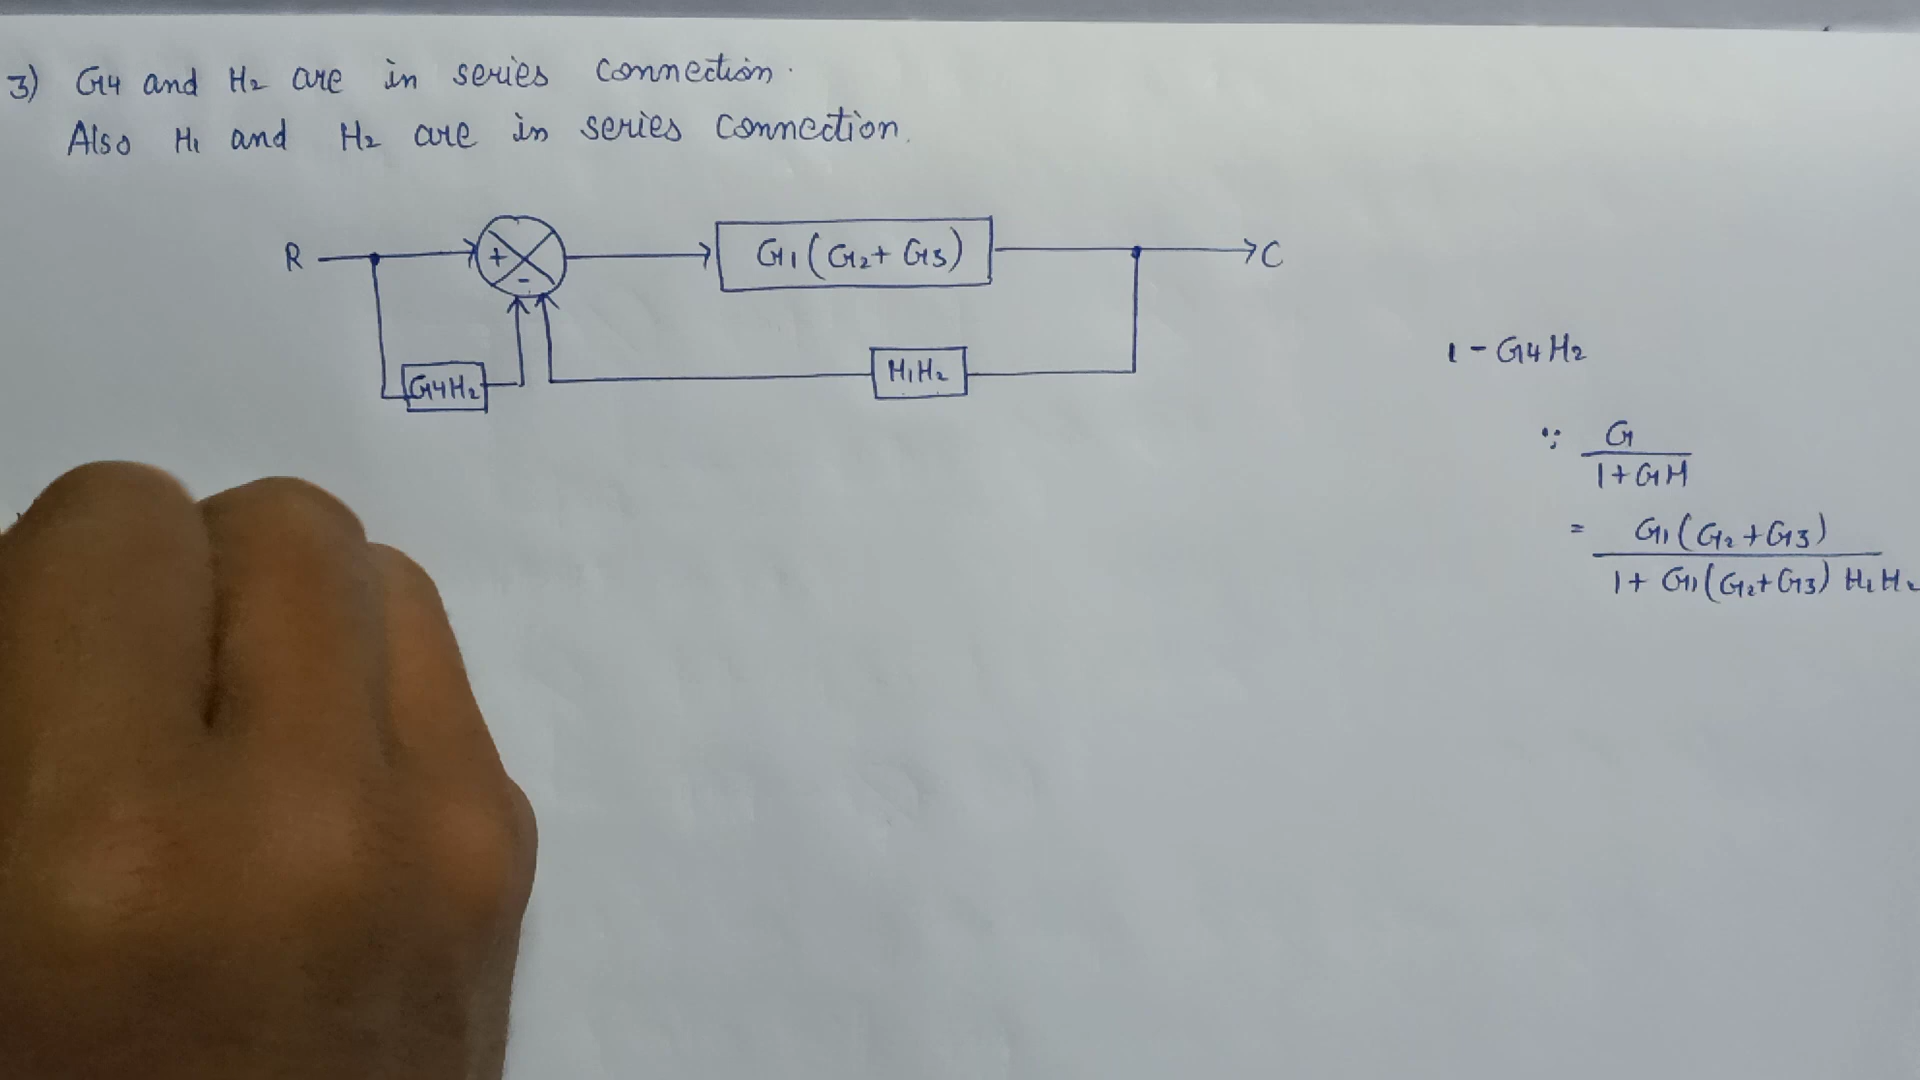 3) G4 and H2 are in series connection.
Also H1 and H2 are in series connection.
R + - G1(G2+G3) C
G4H2 H1H2
1 - G4H2
∵ G
1+GH
= G1(G2+G3)
1+ G1(G2+G3) H1H2